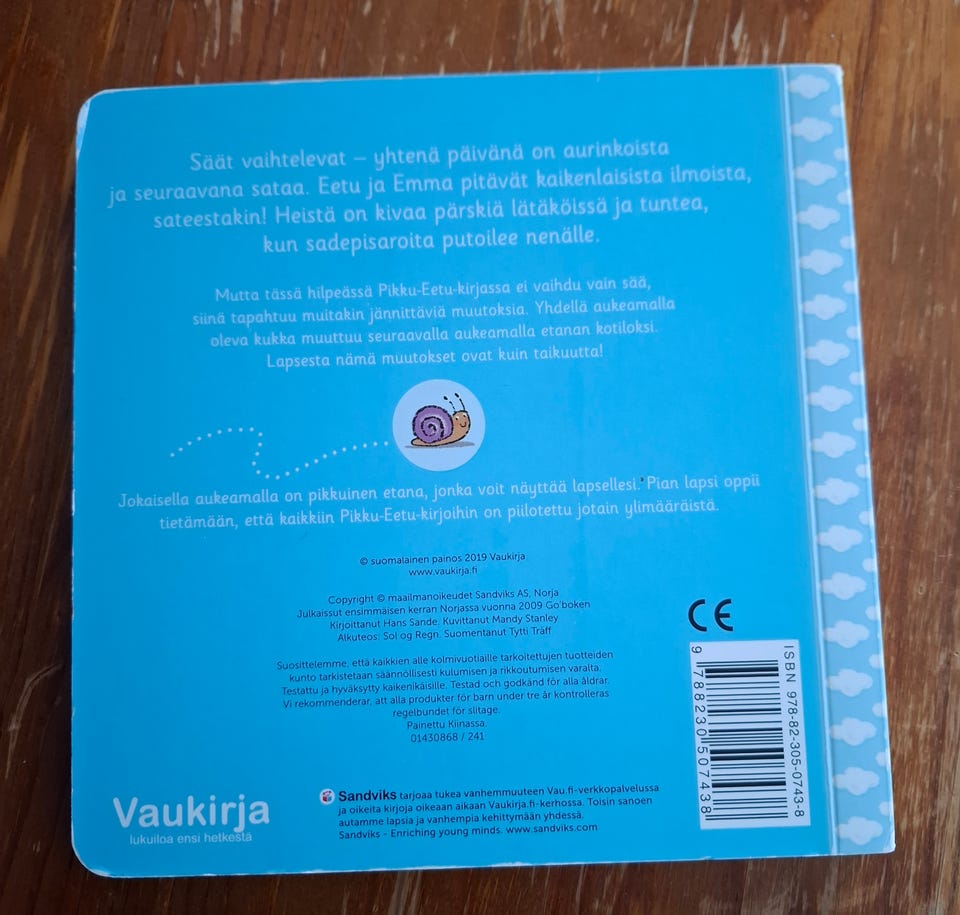 Säät vaihtelevat – yhtenä päivänä on aurinkoista
ja seuraavana sataa. Eetu ja Emma pitävät kaikenlaisista ilmoista,
sateestakin! Heistä on kivaa pärskiä lätäköissä ja tuntea,
kun sadepisaroita putoilee nenälle.
Mutta tässä hilpeässä Pikku-Eetu-kirjassa ei vaihdu vain sää,
siinä tapahtuu muitakin jännittäviä muutoksia. Yhdellä aukeamalla
oleva kukka muuttuu seuraavalla aukeamalla etanan kotiloksi.
Lapsesta nämä muutokset ovat kuin taikuutta!
Jokaisella aukeamalla on pikkuinen etana, jonka voit näyttää lapsellesi. Pian lapsi oppii
tietämään, että kaikkiin Pikku-Eetu-kirjoihin on piilotettu jotain ylimääräistä.
© suomalainen painos 2019 Vaukirja
www.vaukirja.fi
Copyright © maailmanoikeudet Sandviks AS, Norja
Julkaissut ensimmäisen kerran Norjassa vuonna 2009 Go'boken
Kirjoittanut Hans Sande. Kuvittanut Mandy Stanley
Alkuteos: Sol og Regn. Suomentanut Tytti Träff
Suosittelemme, että kaikkien alle kolmivuotiaille tarkoitettujen tuotteiden
kunto tarkistetaan säännöllisesti kulumisen ja rikkoutumisen varalta.
Testattu ja hyväksytty kaikenikäisille. Testad och godkänd för alla åldrar.
Vi rekommenderar, att alla produkter för barn under tre år kontrolleras
regelbundet för slitage.
Painettu Kiinassa.
01430868 / 241
CE
ISBN 978-82-305-0743-8
9 788230 507438
Vaukirja
lukuiloa ensi hetkestä
Sandviks tarjoaa tukea vanhemmuuteen Vau.fi-verkkopalvelussa
ja oikeita kirjoja oikeaan aikaan Vaukirja.fi-kerhossa. Toisin sanoen
autamme lapsia ja vanhempia kehittymään yhdessä.
Sandviks - Enriching young minds. www.sandviks.com